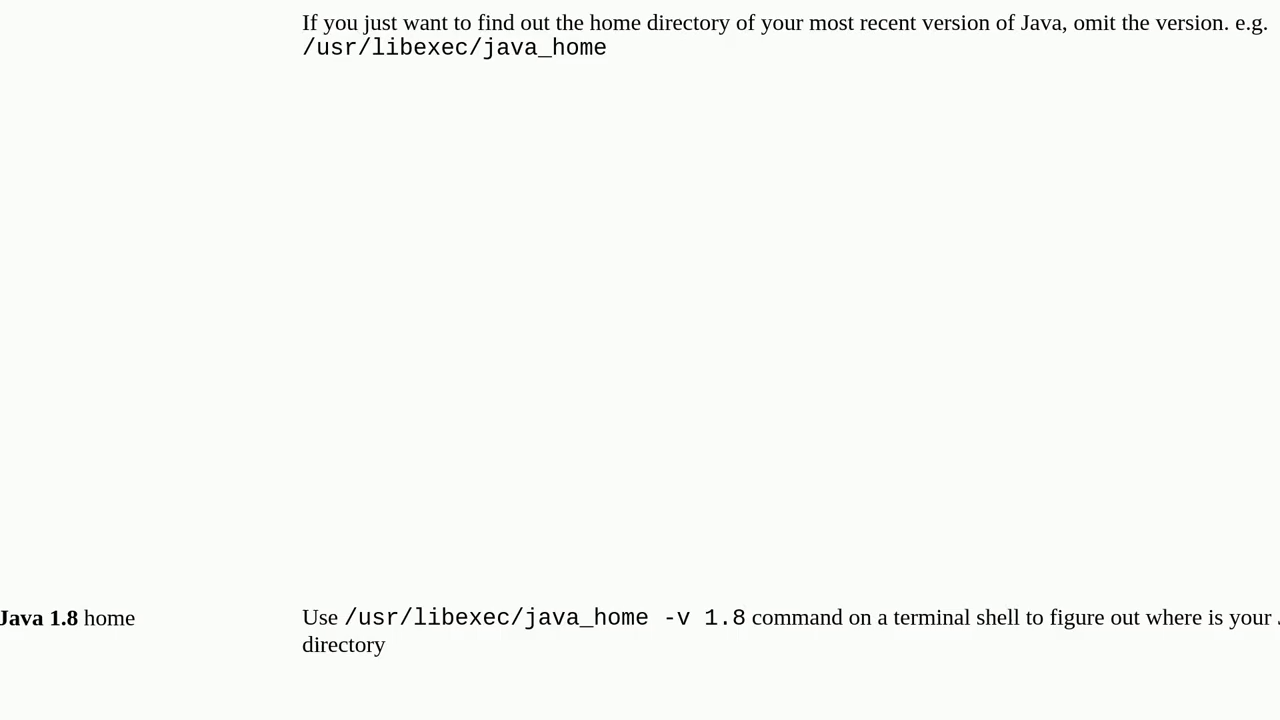 If you just want to find out the home directory of your most recent version of Java, omit the version. e.g.
/usr/libexec/java_home
Java 1.8 home
Use /usr/libexec/java_home -v 1.8 command on a terminal shell to figure out where is your
directory